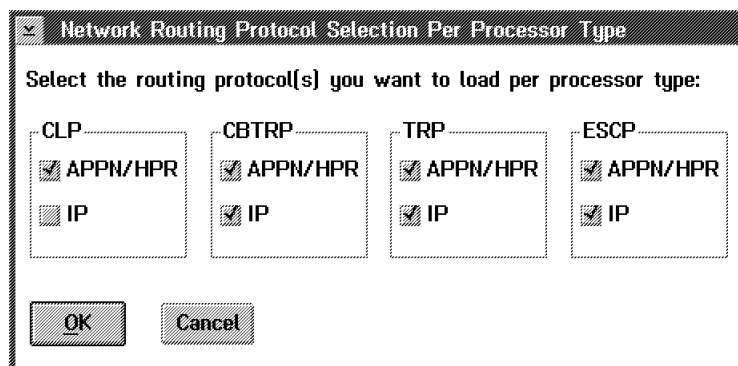 Network Routing Protocol Selection Per Processor Type
Select the routing protocol(s) you want to load per processor type:
CLP CBTRP TRP ESCP
APPN/HPR APPN/HPR APPN/HPR APPN/HPR
IP IP IP IP
OK Cancel